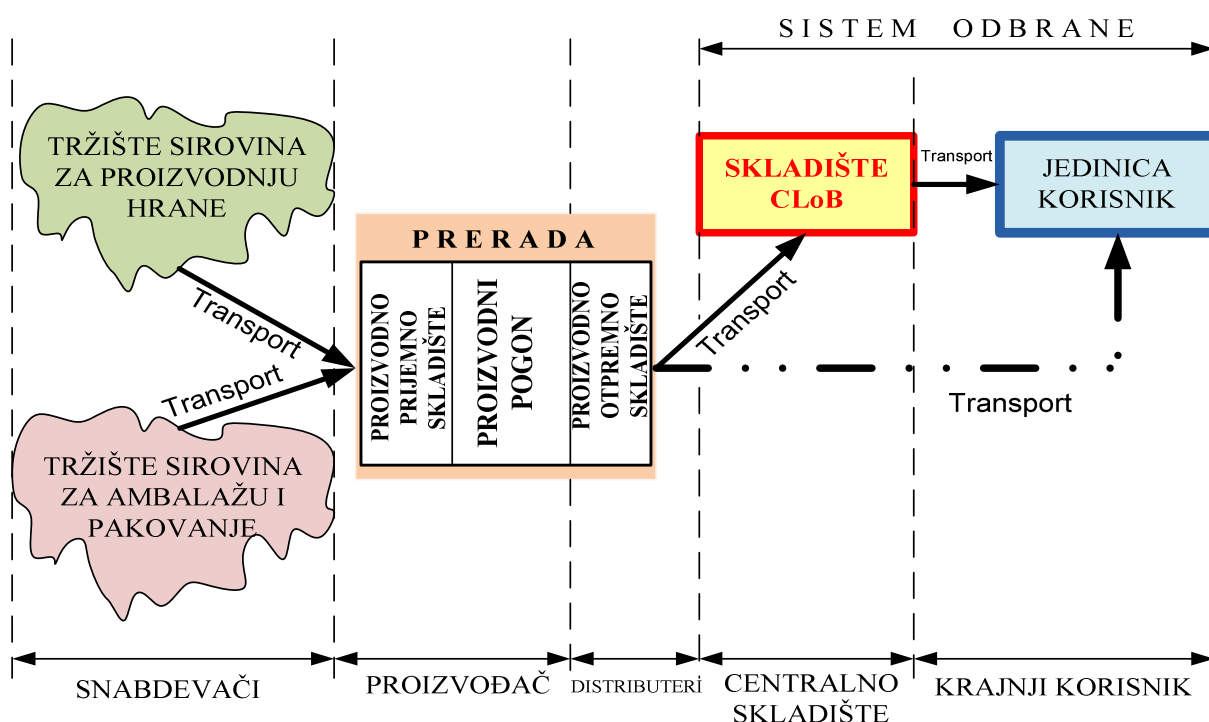 SISTEM ODBRANE
TRŽIŠTE SIROVINA
ZA PROIZVODNJU
HRANE
Transport
Transport
TRŽIŠTE SIROVINA
ZA AMBALAŽU I
PAKOVANJE
PRERADA
PROIZVODNO
PRIJEMNO
SKLADIŠTE
PROIZVODNI
POGON
PROIZVODNO
OTPREMNO
SKLADIŠTE
Transport
SKLADIŠTE
CLoB
Transport
JEDINICA
KORISNIK
Transport
SNABDEVAČI
PROIZVOĐAČ
DISTRIBUTERI
CENTRALNO
SKLADIŠTE
KRAJNJI KORISNIK